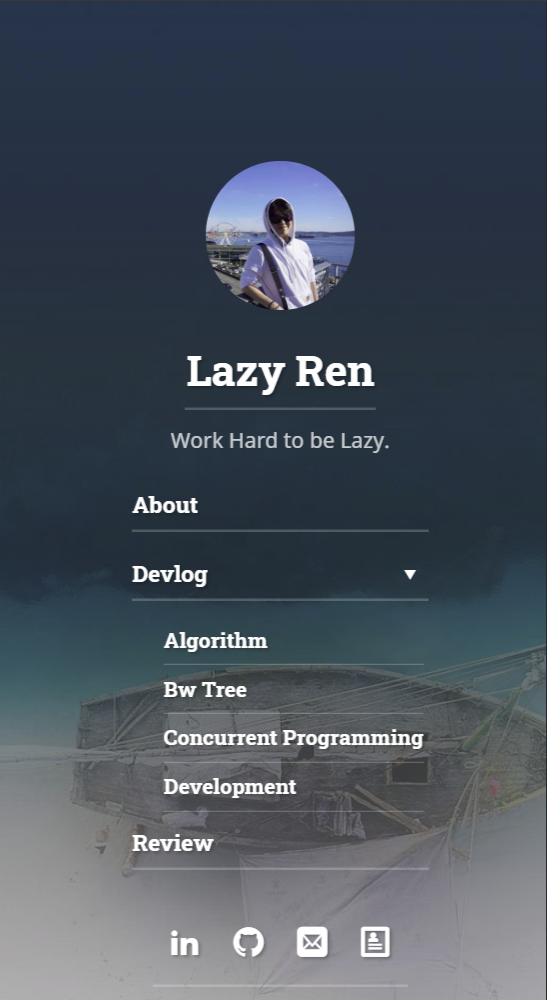 Lazy Ren
Work Hard to be Lazy.
About
Devlog
Algorithm
Bw Tree
Concurrent Programming
Development
Review
in